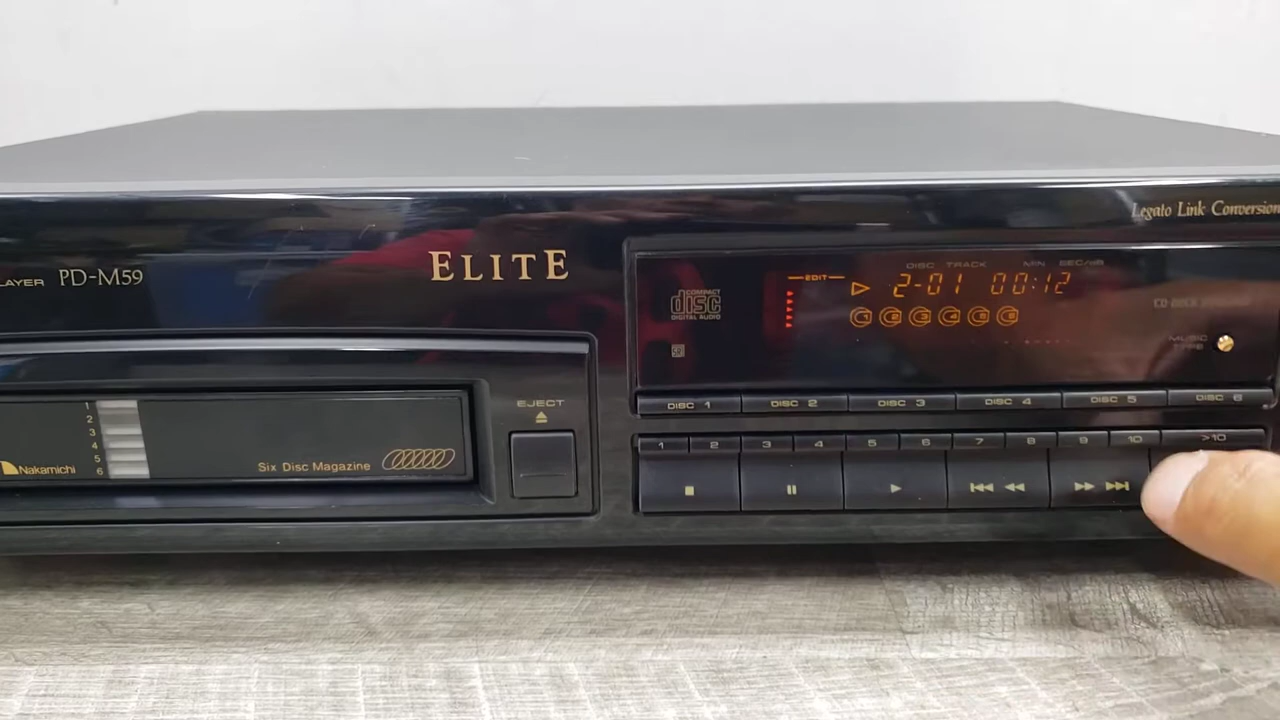 Legato Link Conversion
PD-M59
ELITE
EDIT
DISC TRACK MIN SEC/
2-01 00:12
COMPACT
disc
DIGITAL AUDIO
MUSIC
TYPE
DISC 1 DISC 2 DISC 3 DISC 4 DISC 5 DISC 6
1 2 3 4 5 6 7 8 9 10 >10
EJECT
1
2
3
4
5
6
Nakamichi
Six Disc Magazine